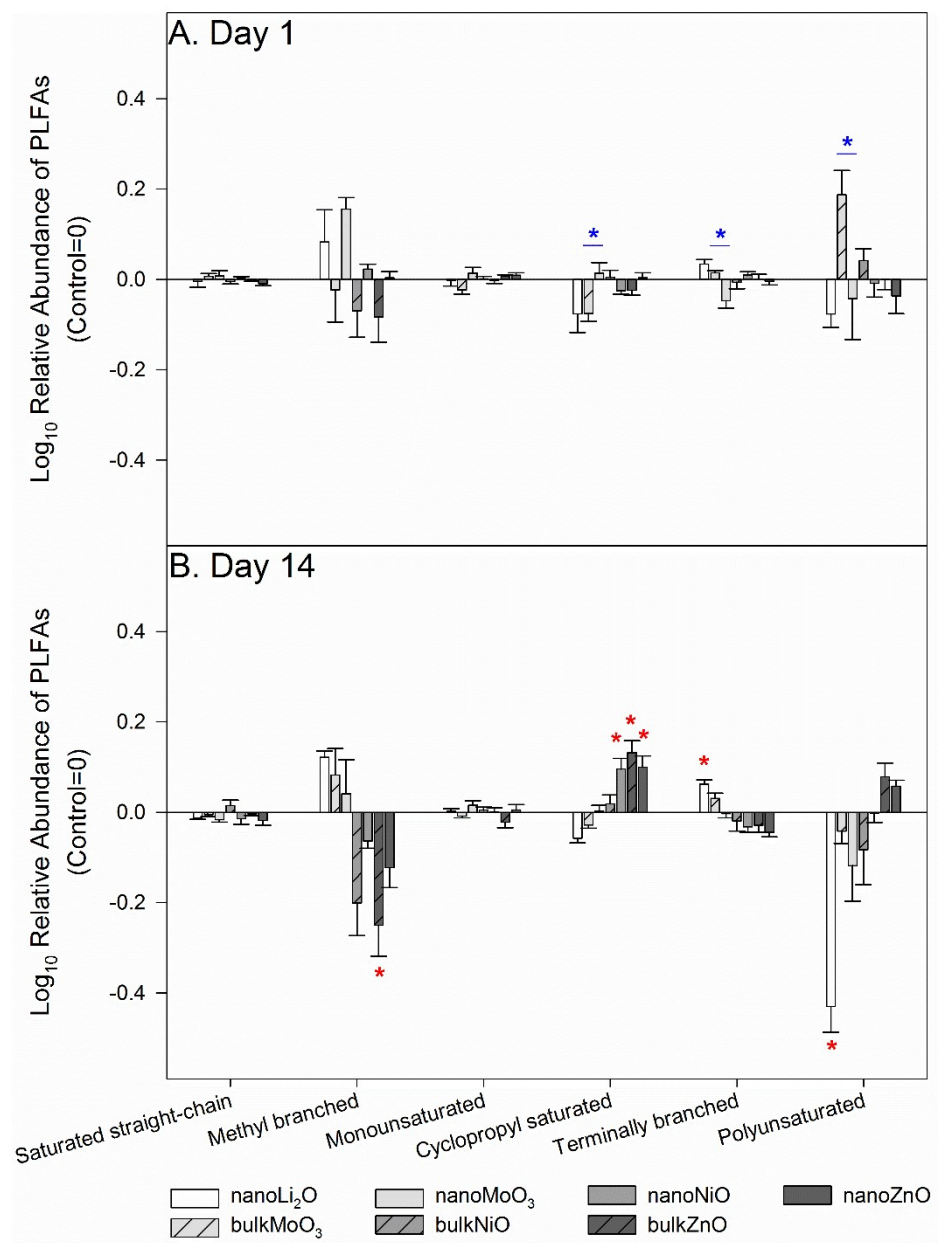 A. Day 1
Log10 Relative Abundance of PLFAs
(Control=0)
0.4
0.2
0.0
-0.2
-0.4
*
*
*
B. Day 14
Log10 Relative Abundance of PLFAs
(Control=0)
0.4
0.2
0.0
-0.2
-0.4
*
*
*
*
*
*
Saturated straight-chain
Methyl branched
Monounsaturated
Cyclopropyl saturated
Terminally branched
Polyunsaturated
nanoLi2O nanoMoO3 nanoNiO nanoZnO
bulkMoO3 bulkNiO bulkZnO